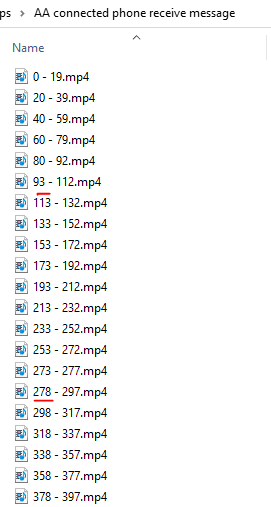 ps > AA connected phone receive message
Name
0 - 19.mp4
20 - 39.mp4
40 - 59.mp4
60 - 79.mp4
80 - 92.mp4
93 - 112.mp4
113 - 132.mp4
133 - 152.mp4
153 - 172.mp4
173 - 192.mp4
193 - 212.mp4
213 - 232.mp4
233 - 252.mp4
253 - 272.mp4
273 - 277.mp4
278 - 297.mp4
298 - 317.mp4
318 - 337.mp4
338 - 357.mp4
358 - 377.mp4
378 - 397.mp4